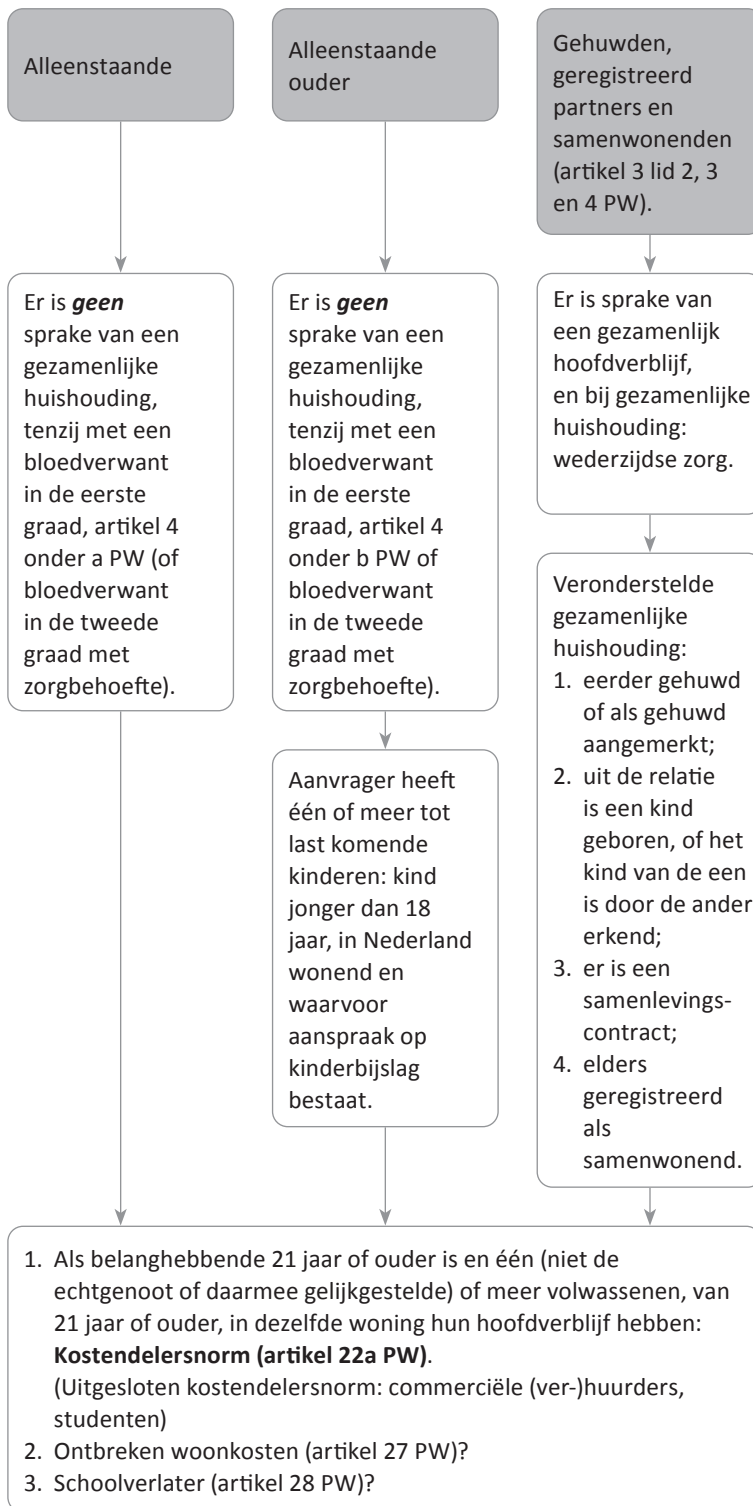 Alleenstaande
Alleenstaande
ouder
Gehuwden,
geregistreerd
partners en
samenwonenden
(artikel 3 lid 2, 3
en 4 PW).
Er is geen
sprake van een
gezamenlijke
huishouding,
tenzij met een
bloedverwant
in de eerste
graad, artikel 4
onder a PW (of
bloedverwant
in de tweede
graad met
zorgbehoefte).
Er is geen
sprake van een
gezamenlijke
huishouding,
tenzij met een
bloedverwant
in de eerste
graad, artikel 4
onder b PW of
bloedverwant
in de tweede
graad met
zorgbehoefte).
Er is sprake van
een gezamenlijk
hoofdverblijf,
en bij gezamenlijke
huishouding:
wederzijdse zorg.
Aanvrager heeft
één of meer tot
last komende
kinderen: kind
jonger dan 18
jaar, in Nederland
wonend en
waarvoor
aanspraak op
kinderbijslag
bestaat.
Veronderstelde
gezamenlijke
huishouding:
1. eerder gehuwd
of als gehuwd
aangemerkt;
2. uit de relatie
is een kind
geboren, of het
kind van de een
is door de ander
erkend;
3. er is een
samenlevings-
contract;
4. elders
geregistreerd
als
samenwonend.
1. Als belanghebbende 21 jaar of ouder is en één (niet de
echtgenoot of daarmee gelijkgestelde) of meer volwassenen, van
21 jaar of ouder, in dezelfde woning hun hoofdverblijf hebben:
Kostendelersnorm (artikel 22a PW).
(Uitgesloten kostendelersnorm: commerciële (ver-)huurders,
studenten)
2. Ontbreken woonkosten (artikel 27 PW)?
3. Schoolverlater (artikel 28 PW)?